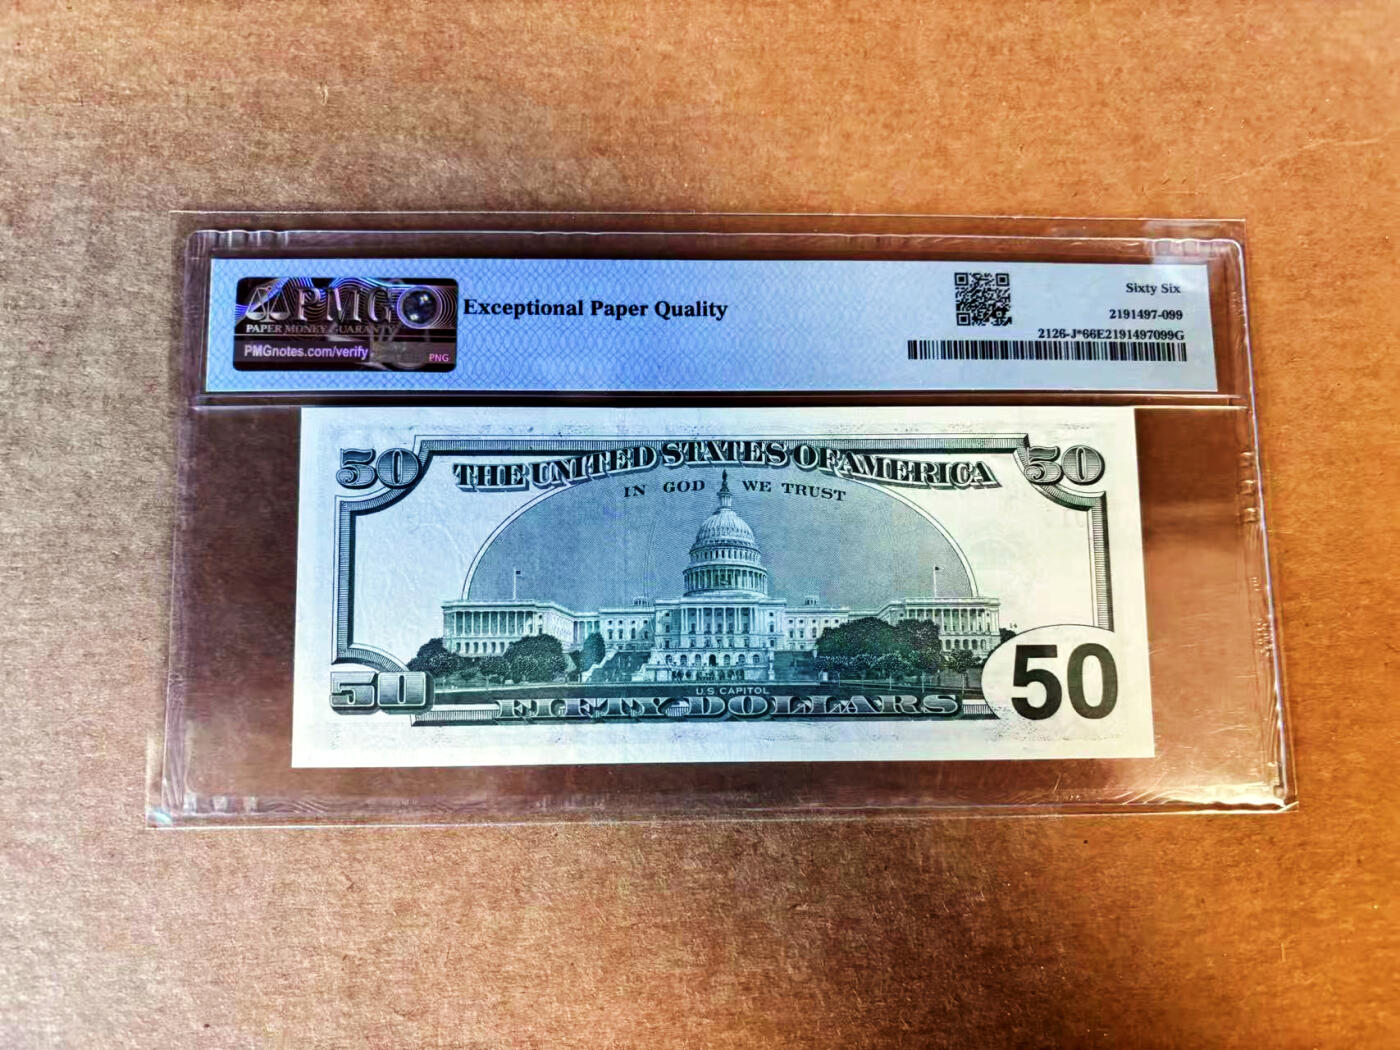 PMG
PAPER MONEY GUARANTY
PMGnotes.com/verify
PNG
Exceptional Paper Quality
Sixty Six
2191497-099
2126-J*66E2191497099G
50
THE UNITED STATES OF AMERICA
50
IN GOD WE TRUST
50
U.S. CAPITOL
FIFTY DOLLARS
50